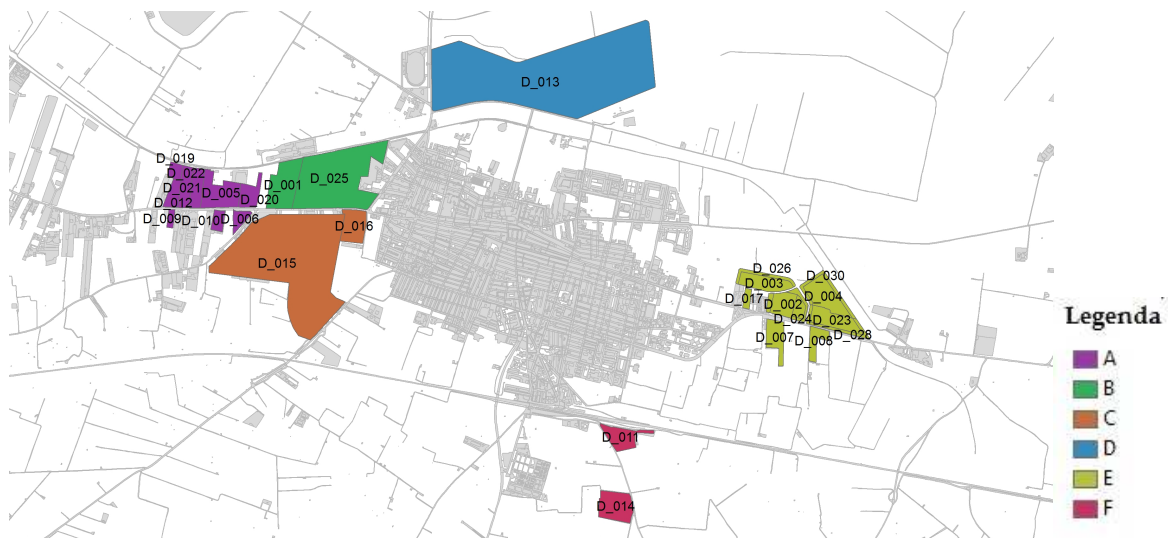 D_013
D_019
D_022
D_021
D_005
D_012
D_020
D_001
D_025
D_009
D_010
D_006
D_016
D_015
D_026
D_030
D_003
D_017
D_002
D_004
D_024
D_023
D_007
D_008
D_028
D_011
D_014
Legenda
A
B
C
D
E
F